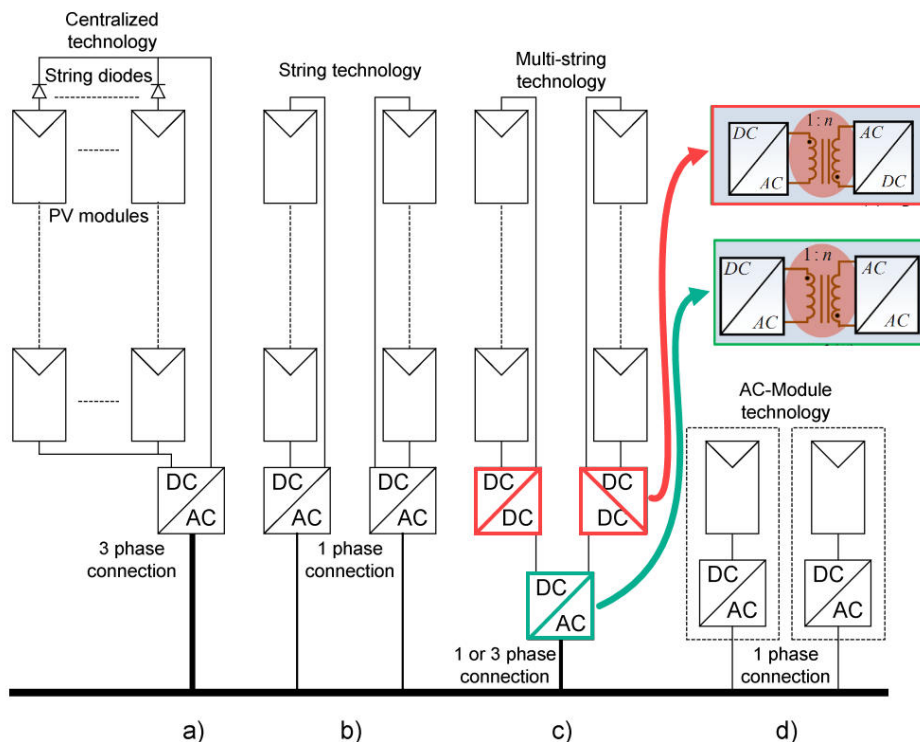 Centralized
technology
String diodes
PV modules
DC
AC
3 phase
connection
a)
String technology
DC
AC
DC
AC
1 phase
connection
b)
Multi-string
technology
DC
DC
DC
DC
DC
AC
1 or 3 phase
connection
c)
1 : n
DC
AC
AC
DC
1 : n
DC
AC
AC
AC
AC-Module
technology
DC
AC
DC
AC
1 phase
connection
d)